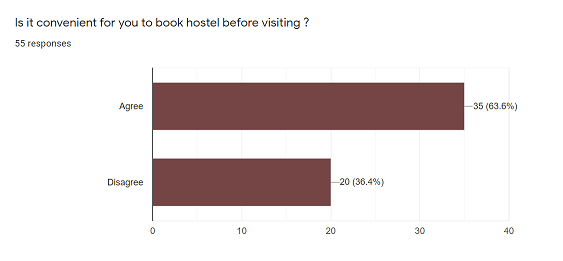 Is it convenient for you to book hostel before visiting ?
55 responses
Agree
35 (63.6%)
Disagree
20 (36.4%)
0 10 20 30 40